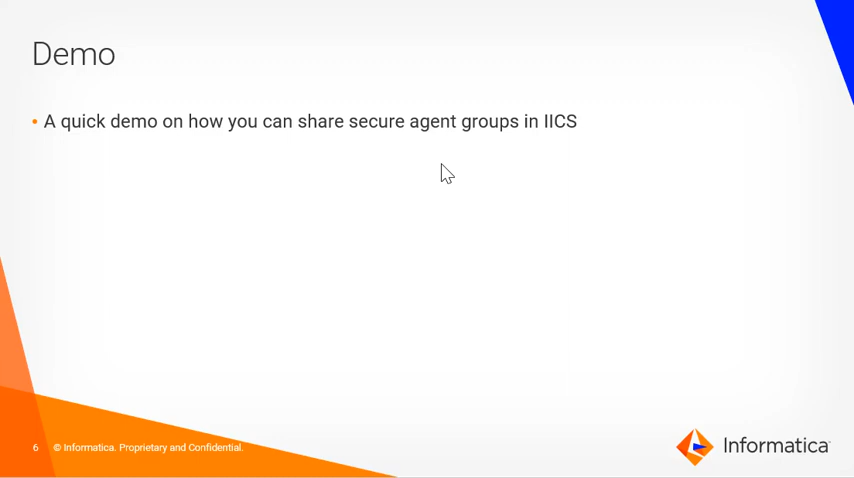 Demo
• A quick demo on how you can share secure agent groups in IICS
6 © Informatica. Proprietary and Confidential.
Informatica